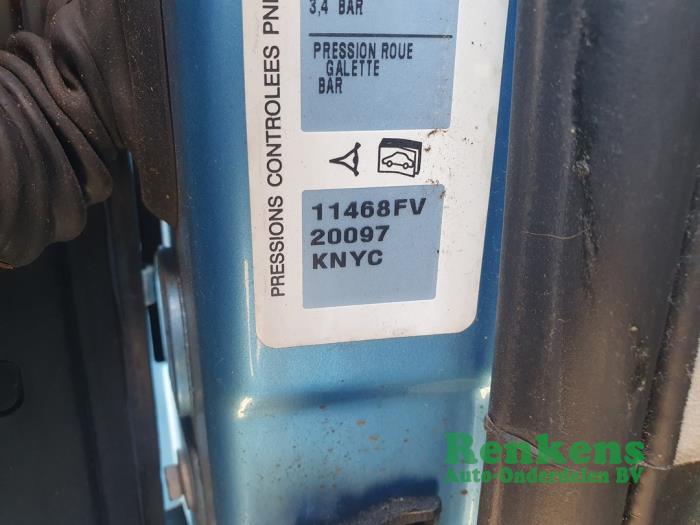 3,4 BAR
PRESSION ROUE
GALETTE
BAR
PRESSIONS CONTROLEES
11468FV
20097
KNYC
Renkens
Auto-Onderdelen BV